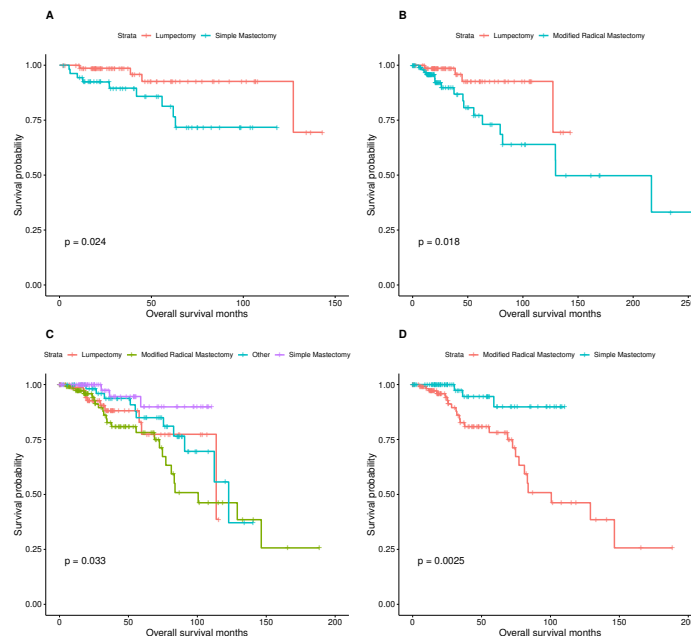 A
Strata Lumpectomy Simple Mastectomy
1.00
0.75
0.50
0.25
0.00
Survival probability
p = 0.024
0 50 100 150
Overall survival months
B
Strata Lumpectomy Modified Radical Mastectomy
1.00
0.75
0.50
0.25
0.00
Survival probability
p = 0.018
0 50 100 150 200 250
Overall survival months
C
Strata Lumpectomy Modified Radical Mastectomy Other Simple Mastectomy
1.00
0.75
0.50
0.25
0.00
Survival probability
p = 0.033
0 50 100 150 200
Overall survival months
D
Strata Modified Radical Mastectomy Simple Mastectomy
1.00
0.75
0.50
0.25
0.00
Survival probability
p = 0.0025
0 50 100 150 200
Overall survival months